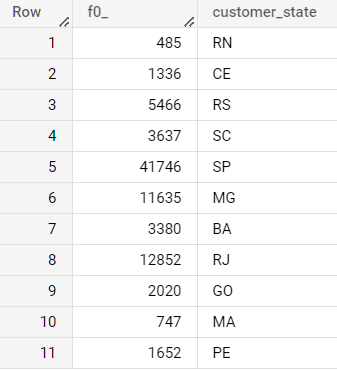 Row f0_ customer_state
1 485 RN
2 1336 CE
3 5466 RS
4 3637 SC
5 41746 SP
6 11635 MG
7 3380 BA
8 12852 RJ
9 2020 GO
10 747 MA
11 1652 PE